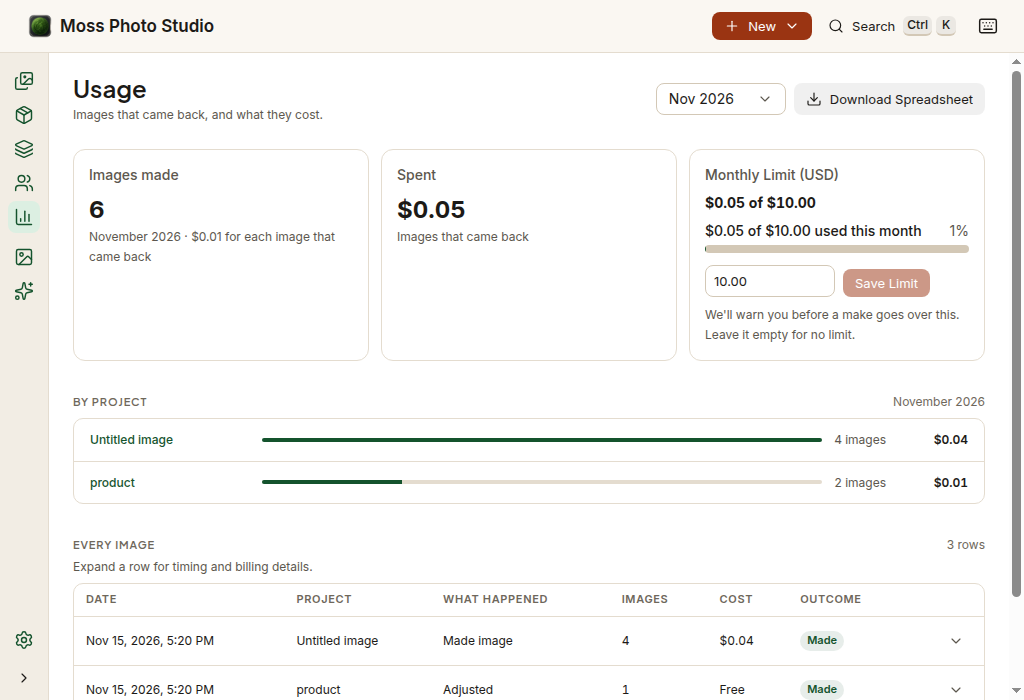 Moss Photo Studio
New
Search
Ctrl
K
Usage
Images that came back, and what they cost.
Nov 2026
Download Spreadsheet
Images made
6
November 2026 · $0.01 for each image that
came back
Spent
$0.05
Images that came back
Monthly Limit (USD)
$0.05 of $10.00
$0.05 of $10.00 used this month
1%
10.00
Save Limit
We'll warn you before a make goes over this.
Leave it empty for no limit.
BY PROJECT
November 2026
Untitled image
4 images
$0.04
product
2 images
$0.01
EVERY IMAGE
3 rows
Expand a row for timing and billing details.
DATE
PROJECT
WHAT HAPPENED
IMAGES
COST
OUTCOME
Nov 15, 2026, 5:20 PM
Untitled image
Made image
4
$0.04
Made
Nov 15, 2026, 5:20 PM
product
Adjusted
1
Free
Made